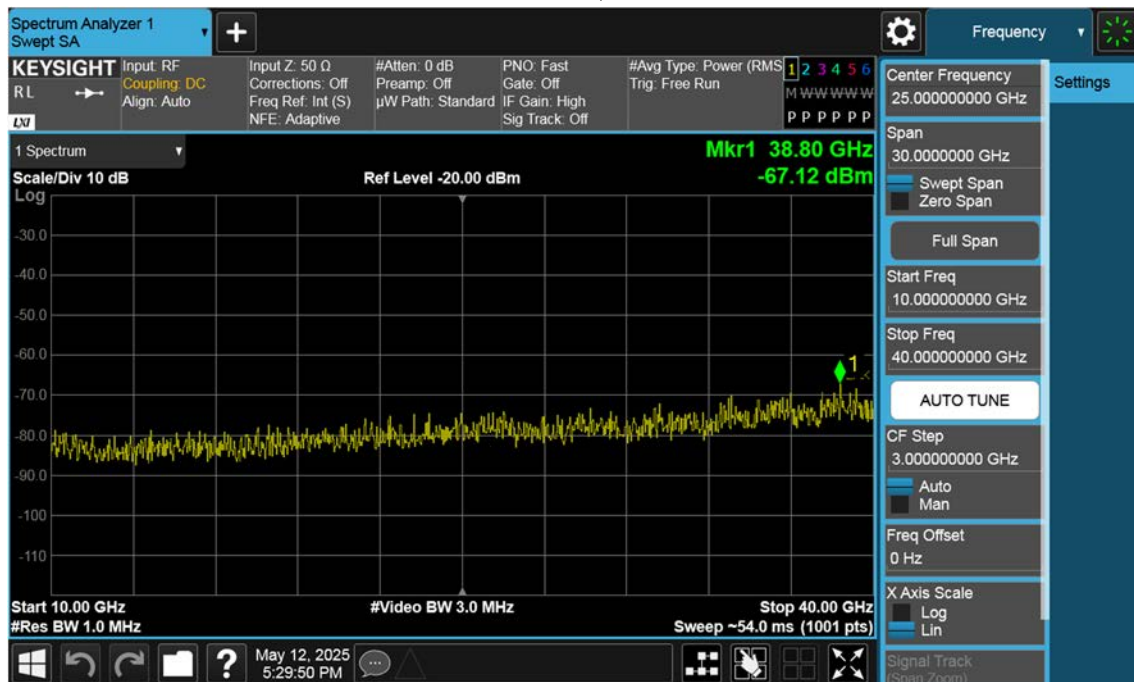 Spectrum Analyzer 1
Swept SA
+
Frequency
KEYSIGHT
RL
LXI
Input: RF
Coupling: DC
Align: Auto
Input Z: 50 Ω
Corrections: Off
Freq Ref: Int (S)
NFE: Adaptive
#Atten: 0 dB
Preamp: Off
µW Path: Standard
PNO: Fast
Gate: Off
IF Gain: High
Sig Track: Off
#Avg Type: Power (RMS
Trig: Free Run
1 2 3 4 5 6
M W W W W W
P P P P P P
1 Spectrum
Mkr1 38.80 GHz
Scale/Div 10 dB
Ref Level -20.00 dBm
-67.12 dBm
Log
-30.0
-40.0
-50.0
-60.0
1
-70.0
-80.0
-90.0
-100
-110
Start 10.00 GHz
#Video BW 3.0 MHz
Stop 40.00 GHz
#Res BW 1.0 MHz
Sweep ~54.0 ms (1001 pts)
Center Frequency
25.000000000 GHz
Settings
Span
30.0000000 GHz
Swept Span
Zero Span
Full Span
Start Freq
10.000000000 GHz
Stop Freq
40.000000000 GHz
AUTO TUNE
CF Step
3.000000000 GHz
Auto
Man
Freq Offset
0 Hz
X Axis Scale
Log
Lin
Signal Track
(Span Zoom)
?
May 12, 2025
5:29:50 PM